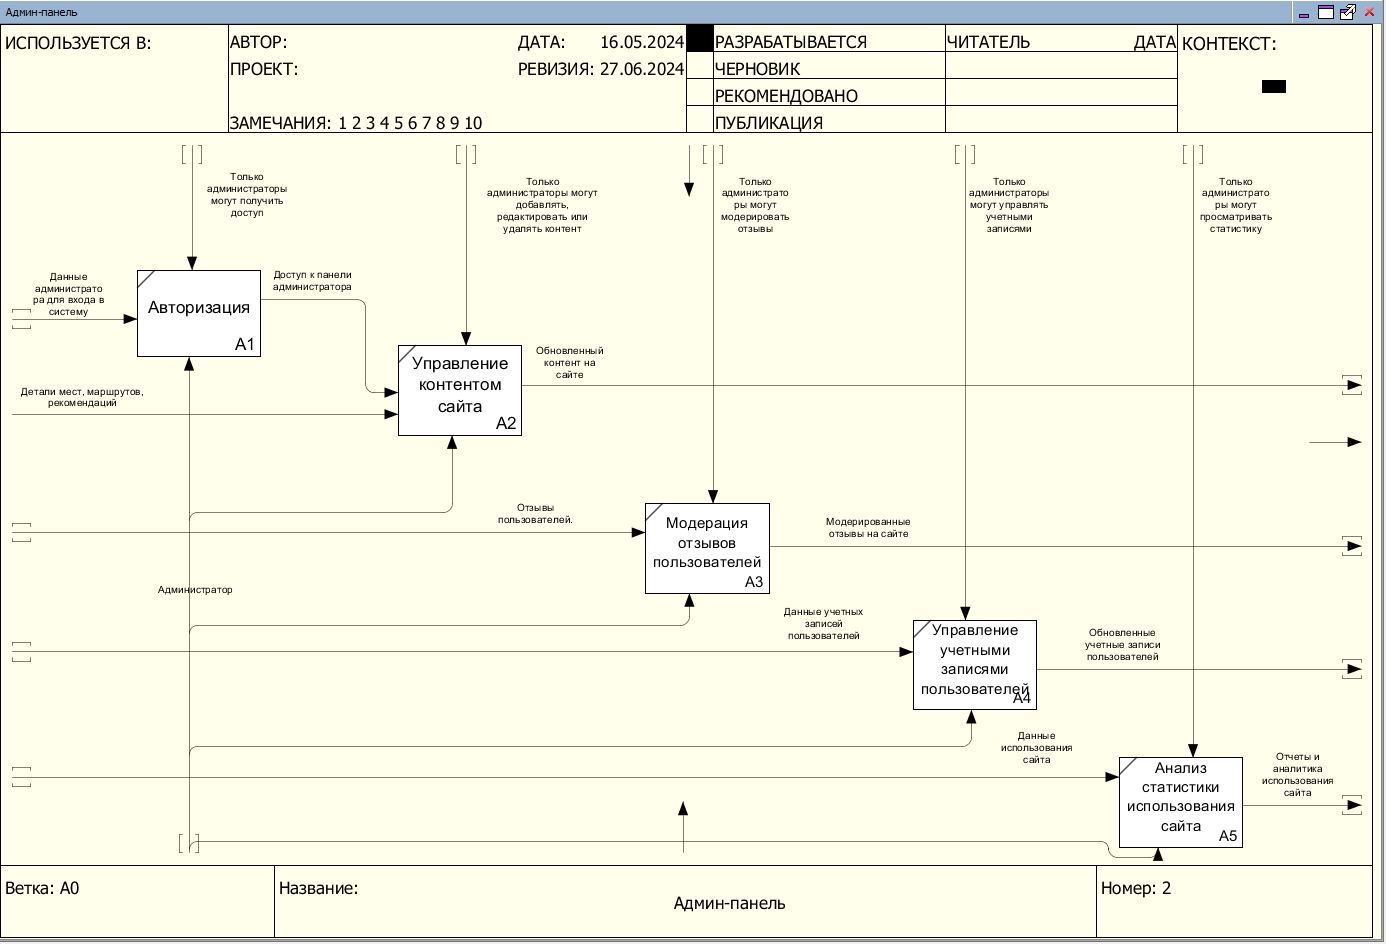 Админ-панель
ИСПОЛЬЗУЕТСЯ В:
АВТОР:
ДАТА: 16.05.2024
РАЗРАБАТЫВАЕТСЯ
ЧИТАТЕЛЬ
ДАТА
КОНТЕКСТ:
ПРОЕКТ:
РЕВИЗИЯ: 27.06.2024
ЧЕРНОВИК
РЕКОМЕНДОВАНО
ЗАМЕЧАНИЯ: 1 2 3 4 5 6 7 8 9 10
ПУБЛИКАЦИЯ
Только
администраторы
могут получить
доступ
Только
администраторы могут
добавлять,
редактировать или
удалять контент
Только
администрато
ры могут
модерировать
отзывы
Только
администраторы
могут управлять
учетными
записями
Только
администрато
ры могут
просматривать
статистику
Данные
администрато
ра для входа в
систему
Авторизация
A1
Доступ к панели
администратора
Детали мест, маршрутов,
рекомендаций
Управление
контентом
сайта
A2
Обновленный
контент на
сайте
Отзывы
пользователей.
Модерация
отзывов
пользователей
A3
Модерированные
отзывы на сайте
Администратор
Данные учетных
записей
пользователей
Управление
учетными
записями
пользователей
A4
Обновленные
учетные записи
пользователей
Данные
использования
сайта
Анализ
статистики
использования
сайта
A5
Отчеты и
аналитика
использования
сайта
Ветка: A0
Название:
Админ-панель
Номер: 2